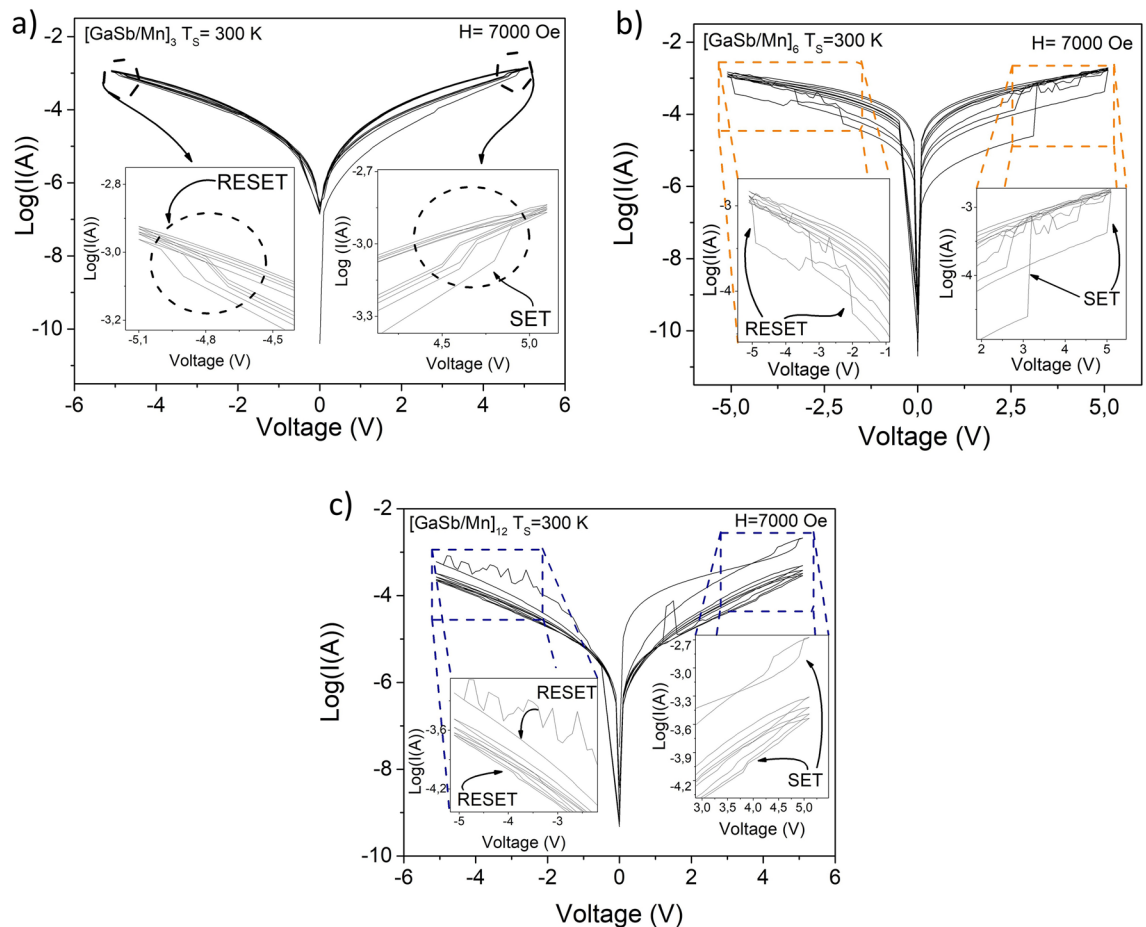 a)
[GaSb/Mn]₃ T_S= 300 K
H= 7000 Oe
Log(I(A))
-2
-4
-6
-8
-10
-6
-4
-2
0
2
4
6
Voltage (V)
RESET
Log(I(A))
-2,8
-3,0
-3,2
-5,1
-4,8
-4,5
Voltage (V)
Log (I(A))
-2,7
-3,0
-3,3
4,5
5,0
Voltage (V)
SET
b)
[GaSb/Mn]₆ T_S=300 K
H= 7000 Oe
Log(I(A))
-2
-4
-6
-8
-10
-5,0
-2,5
0,0
2,5
5,0
Voltage (V)
Log(I(A))
-3
-4
RESET
-5
-4
-3
-2
-1
Voltage (V)
Log(I(A))
-3
-4
SET
2
3
4
5
Voltage (V)
c)
[GaSb/Mn]₁₂ T_S=300 K
H=7000 Oe
Log(I(A))
-2
-4
-6
-8
-10
-6
-4
-2
0
2
4
6
Voltage (V)
RESET
Log(I(A))
-3,6
-4,2
RESET
-5
-4
-3
Voltage (V)
Log(I(A))
-2.7
-3.0
-3.3
-3.6
-3.9
-4.2
SET
3,0
3,5
4,0
4,5
5,0
Voltage (V)